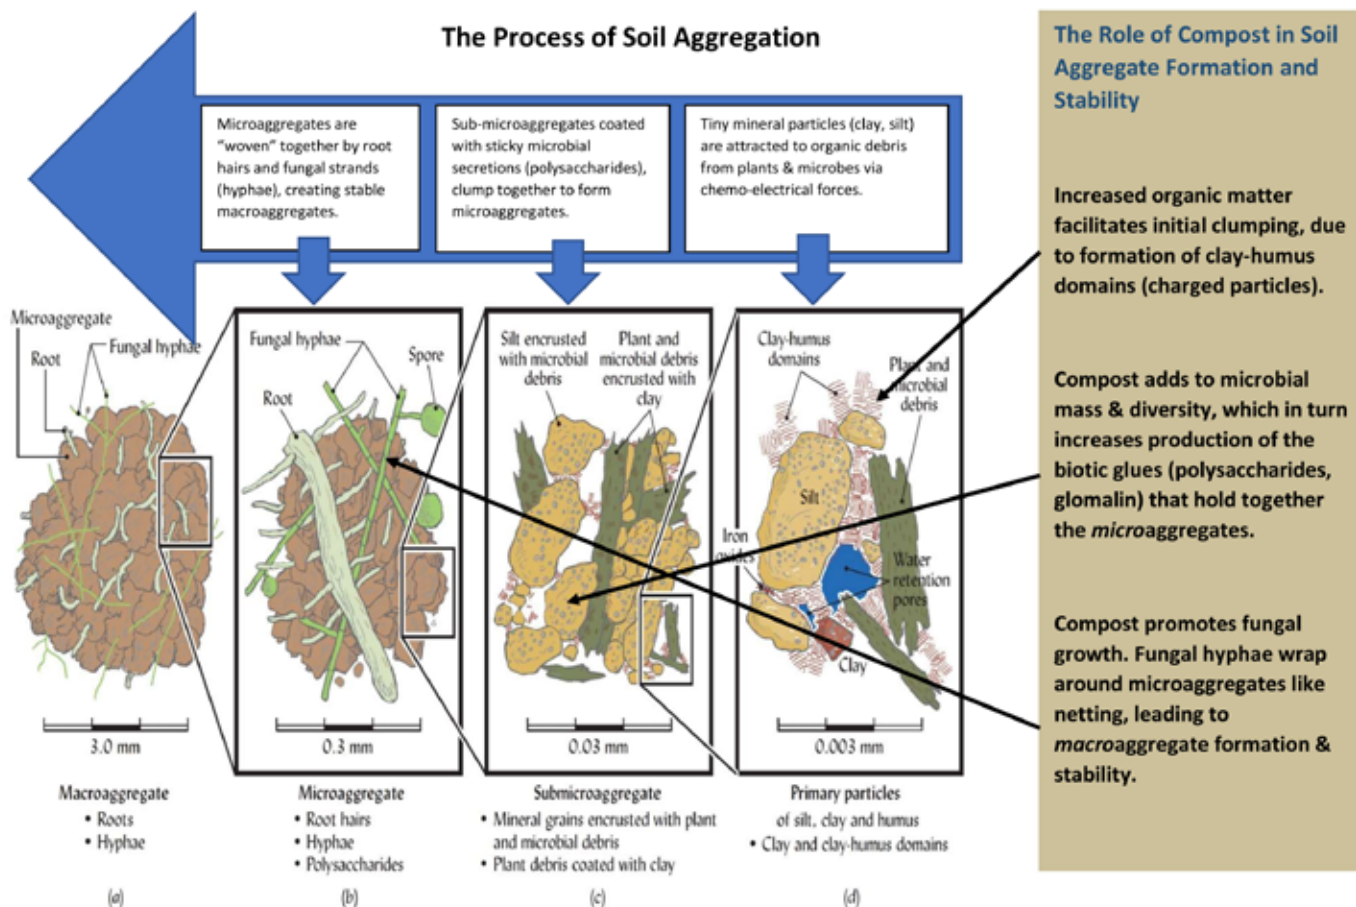 The Process of Soil Aggregation
Microaggregates are
“woven” together by root
hairs and fungal strands
(hyphae), creating stable
macroaggregates.
Sub-microaggregates coated
with sticky microbial
secretions (polysaccharides),
clump together to form
microaggregates.
Tiny mineral particles (clay, silt)
are attracted to organic debris
from plants & microbes via
chemo-electrical forces.
Microaggregate
Root
Fungal hyphae
Fungal hyphae
Spore
Root
Silt encrusted
with microbial
debris
Plant and
microbial debris
encrusted with
clay
Clay-humus
domains
Plant and
microbial
debris
Silt
Iron
oxides
Water
retention
pores
Clay
3.0 mm
0.3 mm
0.03 mm
0.003 mm
Macroaggregate
• Roots
• Hyphae
(a)
Microaggregate
• Root hairs
• Hyphae
• Polysaccharides
(b)
Submicroaggregate
• Mineral grains encrusted with plant
and microbial debris
• Plant debris coated with clay
(c)
Primary particles
of silt, clay and humus
• Clay and clay-humus domains
(d)
The Role of Compost in Soil
Aggregate Formation and
Stability
Increased organic matter
facilitates initial clumping, due
to formation of clay-humus
domains (charged particles).
Compost adds to microbial
mass & diversity, which in turn
increases production of the
biotic glues (polysaccharides,
glomalin) that hold together
the microaggregates.
Compost promotes fungal
growth. Fungal hyphae wrap
around microaggregates like
netting, leading to
macroaggregate formation &
stability.